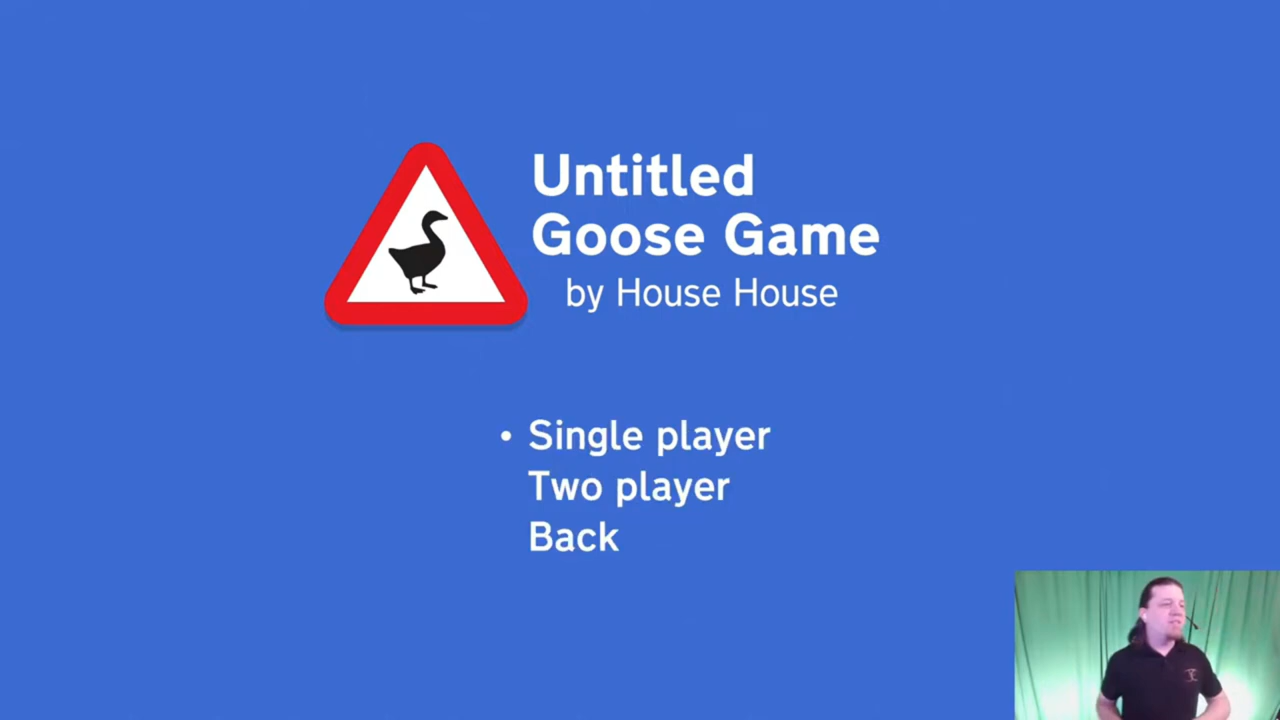 Untitled
Goose Game
by House House
• Single player
Two player
Back